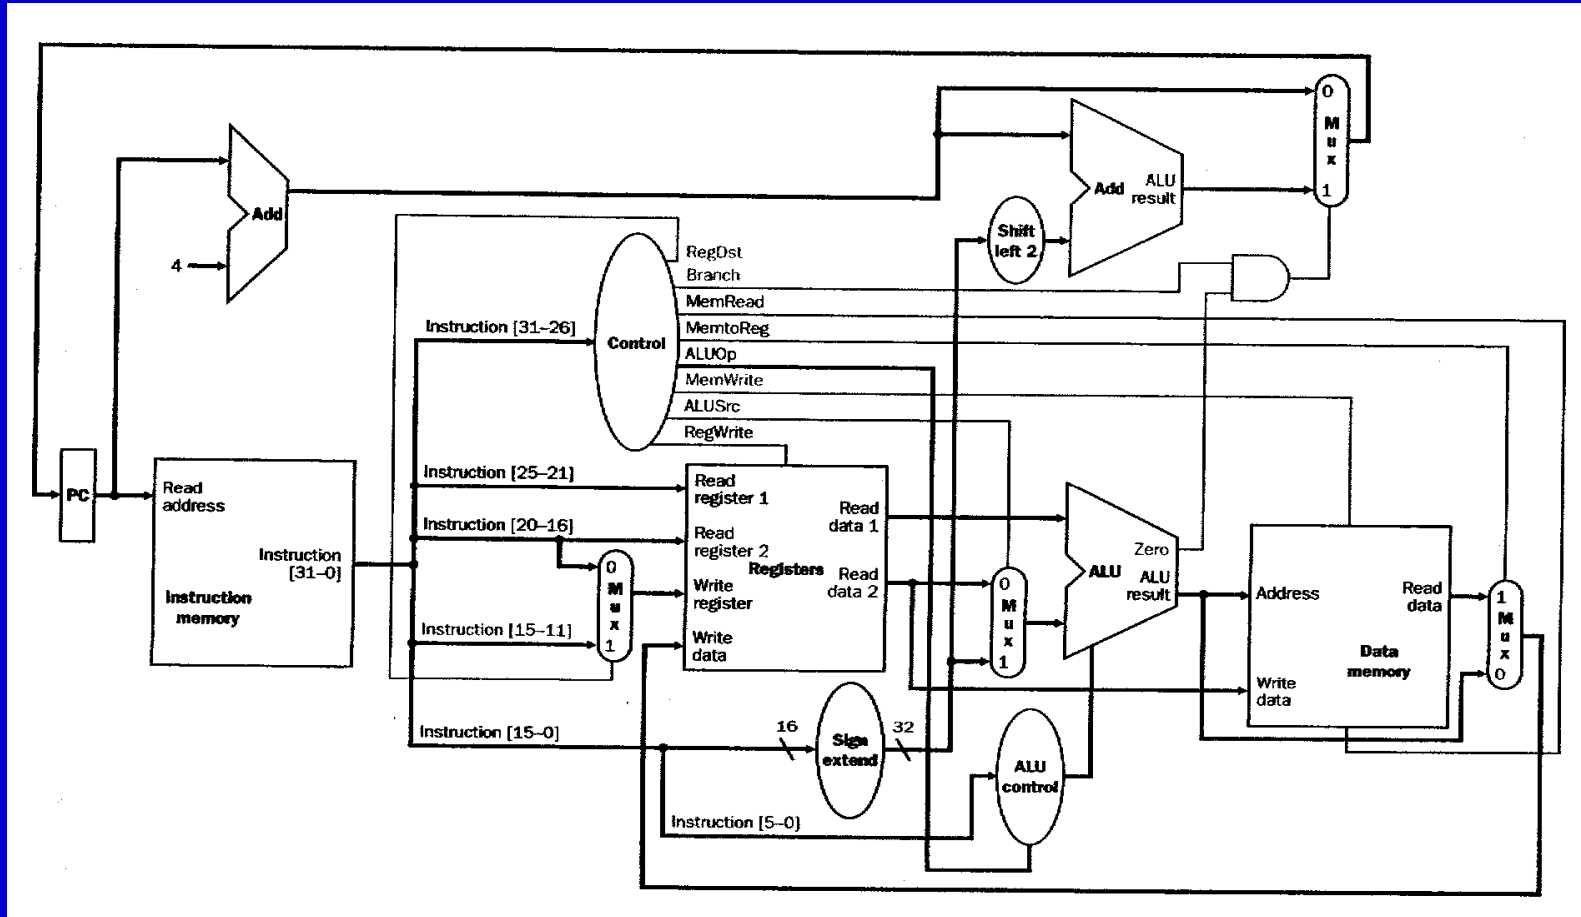 0
M
u
x
1
Add
ALU
result
Add
4
Shift
left 2
RegDst
Branch
MemRead
MemtoReg
ALUOp
MemWrite
ALUSrc
RegWrite
Instruction [31–26]
Control
PC
Read
address
Instruction
[31–0]
Instruction
memory
Instruction [25–21]
Instruction [20–16]
Instruction [15–11]
Instruction [15–0]
Instruction [5–0]
0
M
u
x
1
Read
register 1
Read
register 2
Registers
Write
register
Write
data
Read
data 1
Read
data 2
0
M
u
x
1
Zero
ALU
ALU
result
Address
Read
data
Data
memory
Write
data
1
M
u
x
0
16
Sign
extend
32
ALU
control